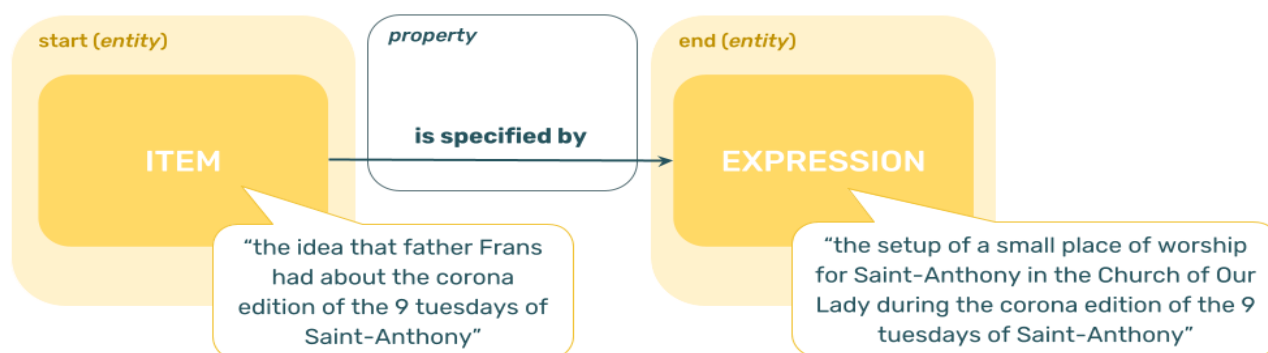 start (entity)
property
end (entity)
ITEM
is specified by
EXPRESSION
“the idea that father Frans
had about the corona
edition of the 9 tuesdays of
Saint-Anthony”
“the setup of a small place of worship
for Saint-Anthony in the Church of Our
Lady during the corona edition of the 9
tuesdays of Saint-Anthony”